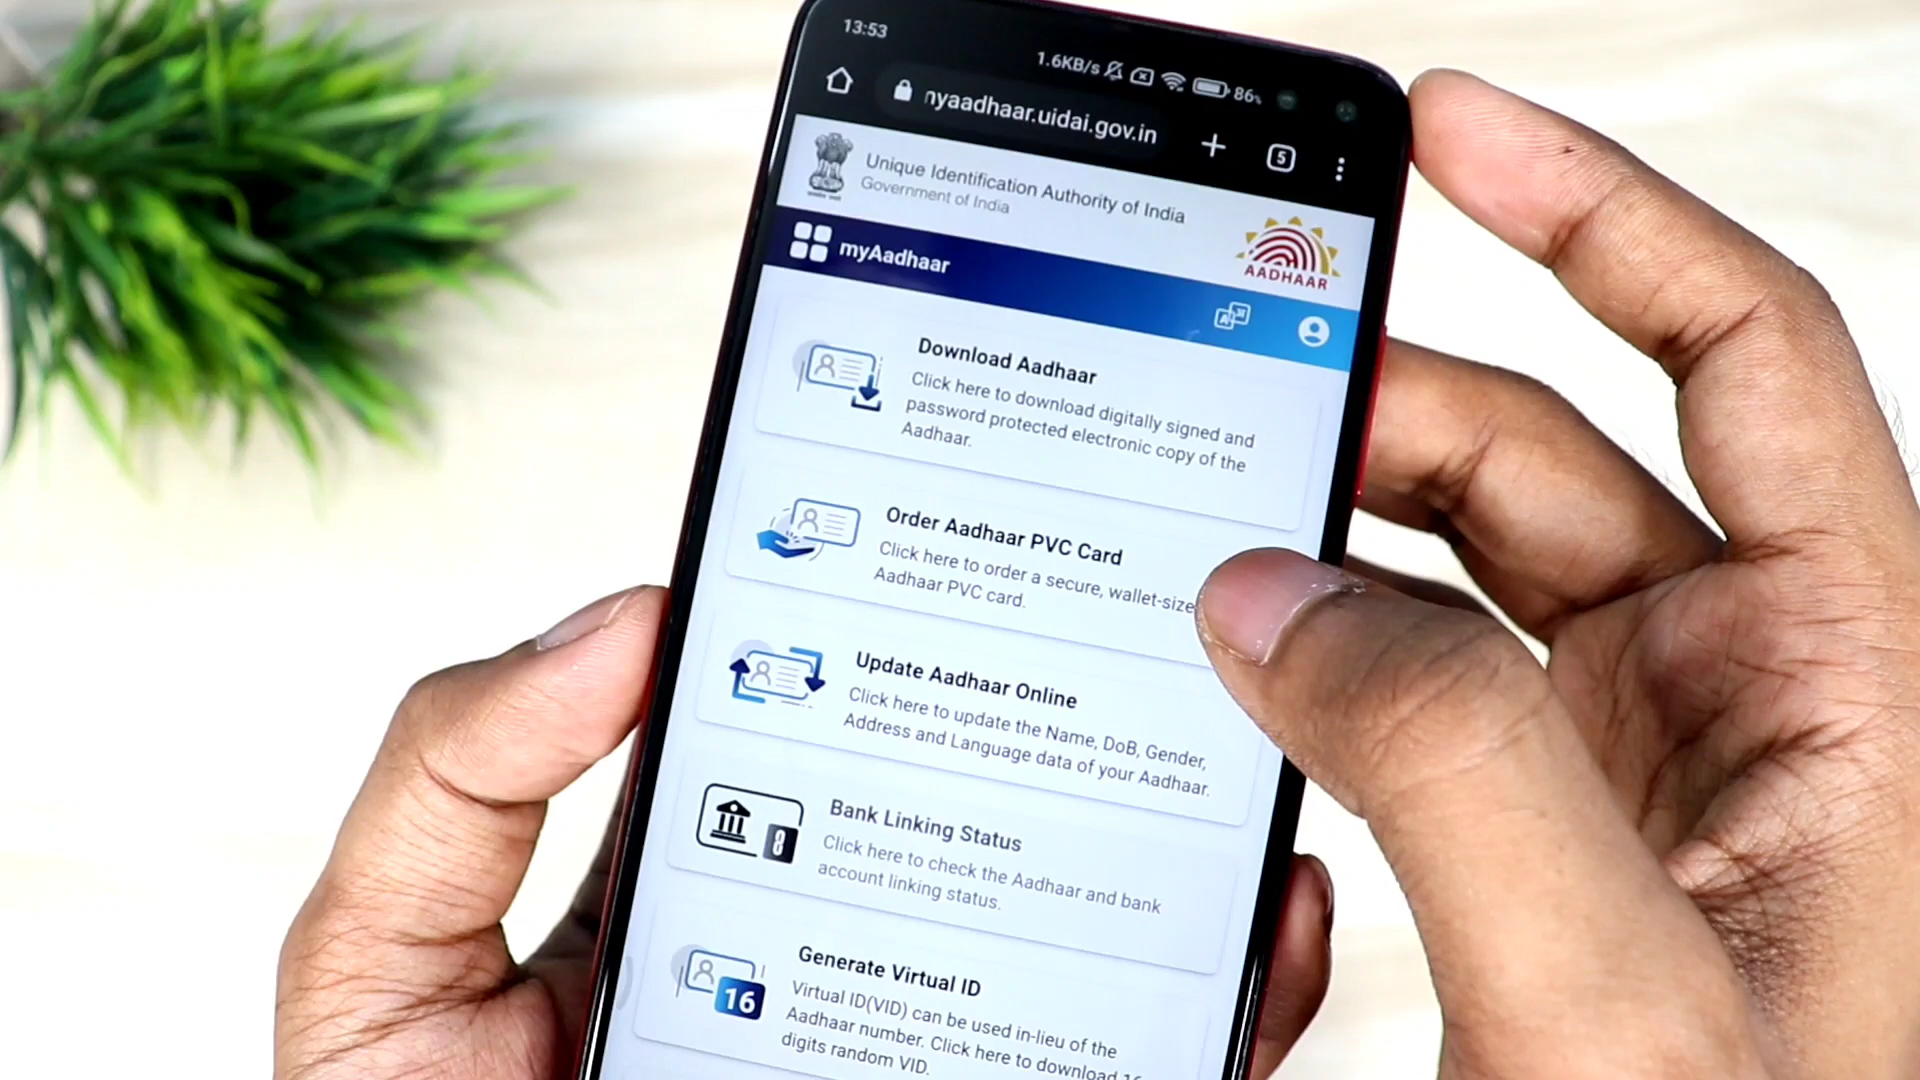 13:53
1.6KB/s
86%
myaadhaar.uidai.gov.in
5
Unique Identification Authority of India
Government of India
AADHAAR
myAadhaar
Download Aadhaar
Click here to download digitally signed and
password protected electronic copy of the
Aadhaar.
Order Aadhaar PVC Card
Click here to order a secure, wallet-size
Aadhaar PVC card.
Update Aadhaar Online
Click here to update the Name, DoB, Gender,
Address and Language data of your Aadhaar.
Bank Linking Status
Click here to check the Aadhaar and bank
account linking status.
Generate Virtual ID
16
Virtual ID(VID) can be used in-lieu of the
Aadhaar number. Click here to download 16
digits random VID.